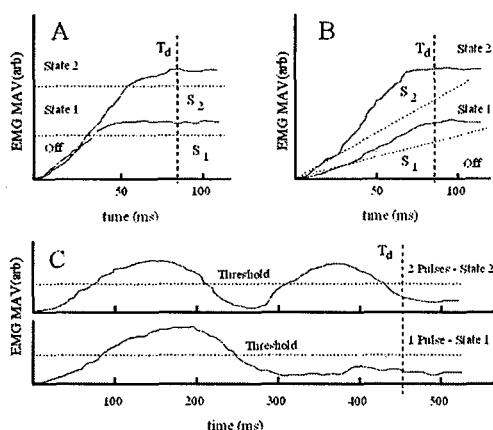 A
EMG MAV(arb)
State 2
State 1
Off
T_d
S_2
S_1
50
100
time (ms)
B
EMG MAV(arb)
T_d
State 2
State 1
Off
S_2
S_1
50
100
time (ms)
C
EMG MAV(arb)
T_d
Threshold
2 Pulses - State 2
Threshold
1 Pulse - State 1
100
200
300
400
500
time (ms)